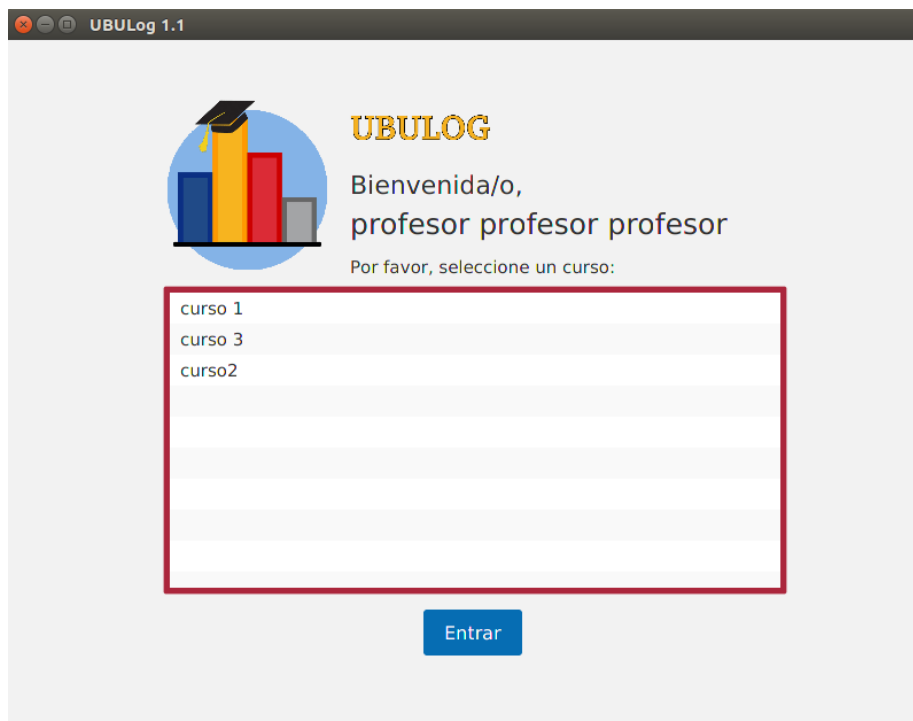 UBULog 1.1
UBULOG
Bienvenida/o,
profesor profesor profesor
Por favor, seleccione un curso:
curso 1
curso 3
curso2
Entrar